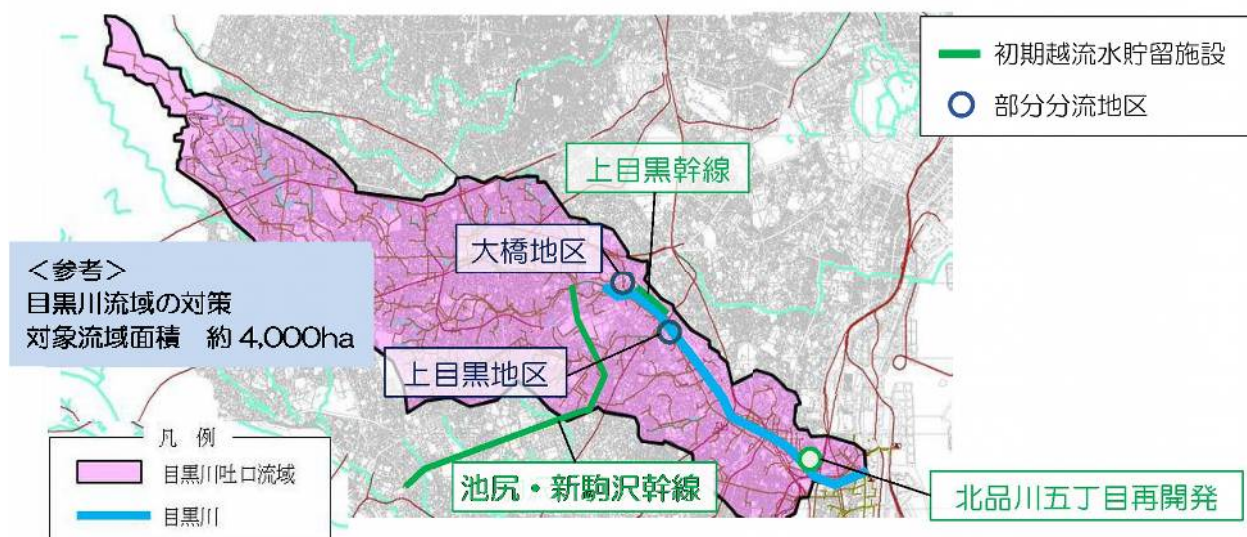 初期越流水貯留施設
部分分流地区
上目黒幹線
大橋地区
＜参考＞
目黒川流域の対策
対象流域面積　約4,000ha
上目黒地区
凡　例
目黒川吐口流域
目黒川
池尻・新駒沢幹線
北品川五丁目再開発